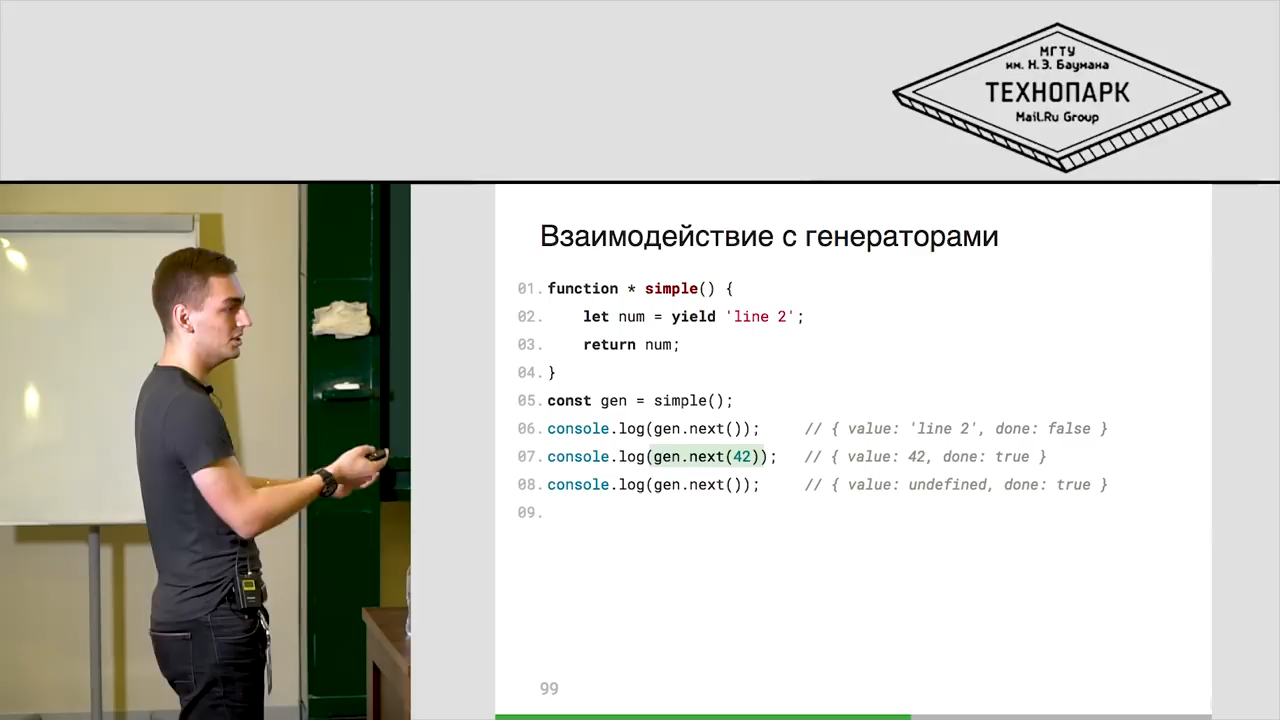 МГТУ
им. Н.Э. Баумана
ТЕХНОПАРК
Mail.Ru Group
Взаимодействие с генераторами
01. function * simple() {
02.     let num = yield 'line 2';
03.     return num;
04. }
05. const gen = simple();
06. console.log(gen.next());     // { value: 'line 2', done: false }
07. console.log(gen.next(42));   // { value: 42, done: true }
08. console.log(gen.next());     // { value: undefined, done: true }
09.
99